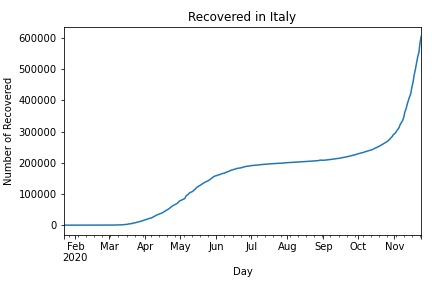 Recovered in Italy
Number of Recovered
600000
500000
400000
300000
200000
100000
0
Feb Mar Apr May Jun Jul Aug Sep Oct Nov
2020
Day